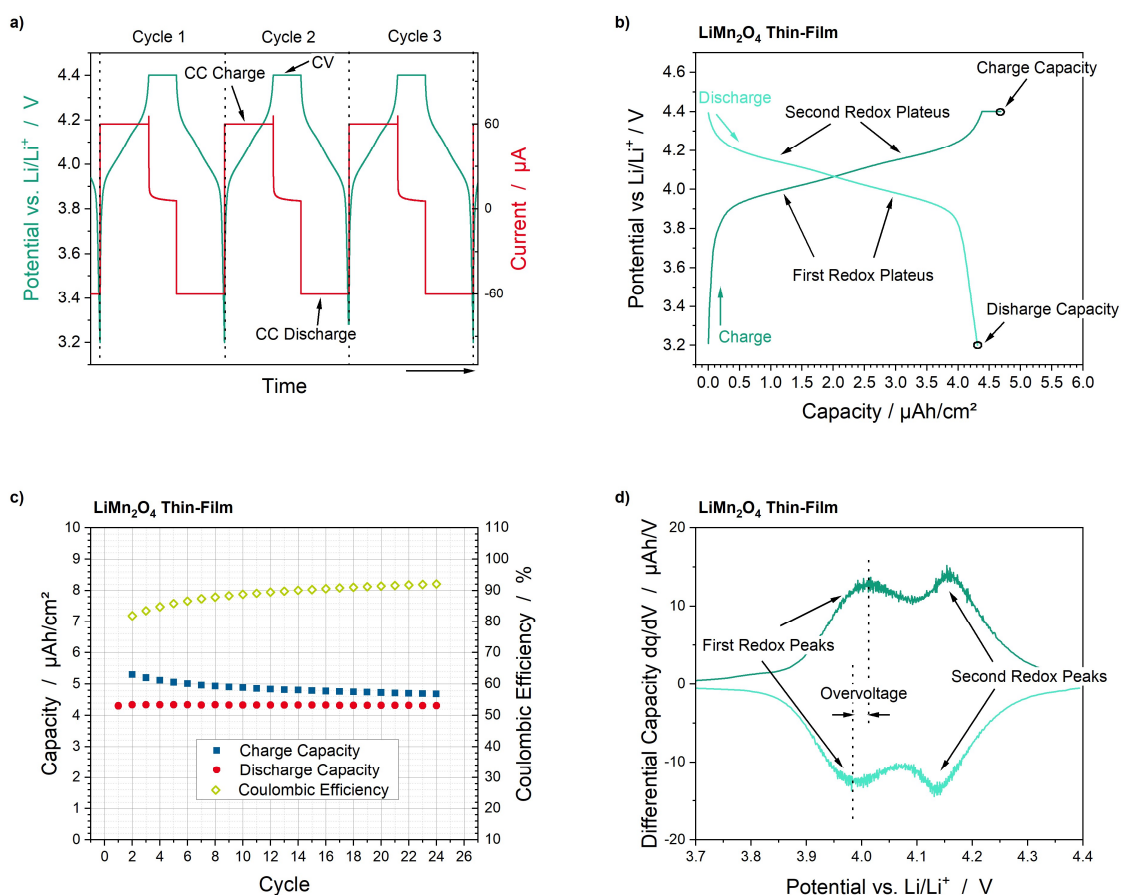 a)
Cycle 1
Cycle 2
Cycle 3
CC Charge
CV
CC Discharge
4.4
4.2
4.0
3.8
3.6
3.4
3.2
60
0
-60
Potential vs. Li/Li⁺ / V
Current / µA
Time
b)
LiMn₂O₄ Thin-Film
4.6
4.4
4.2
4.0
3.8
3.6
3.4
3.2
Discharge
Second Redox Plateus
Charge Capacity
First Redox Plateus
Disharge Capacity
Charge
Pontential vs Li/Li⁺ / V
0.0 0.5 1.0 1.5 2.0 2.5 3.0 3.5 4.0 4.5 5.0 5.5 6.0
Capacity / µAh/cm²
c)
LiMn₂O₄ Thin-Film
10
9
8
7
6
5
4
3
2
1
0
110
100
90
80
70
60
50
40
30
20
10
Capacity / µAh/cm²
Coulombic Efficiency / %
Charge Capacity
Discharge Capacity
Coulombic Efficiency
0 2 4 6 8 10 12 14 16 18 20 22 24 26
Cycle
d)
LiMn₂O₄ Thin-Film
20
10
0
-10
-20
Differential Capacity dq/dV / µAh/V
First Redox Peaks
Second Redox Peaks
Overvoltage
3.7 3.8 3.9 4.0 4.1 4.2 4.3 4.4
Potential vs. Li/Li⁺ / V